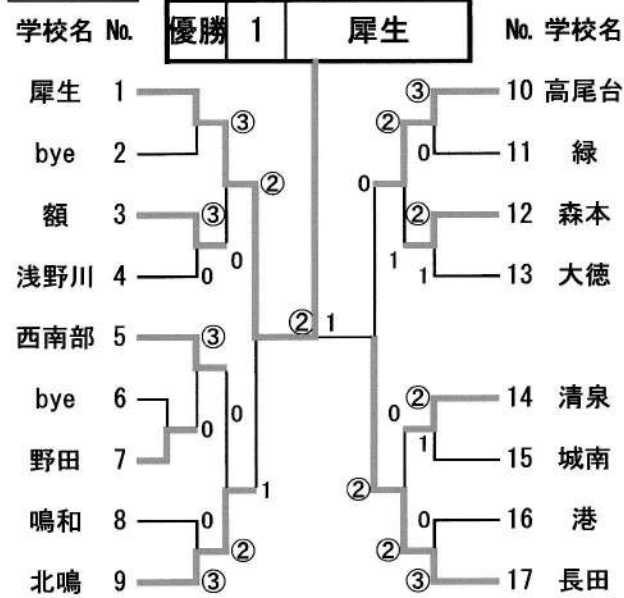 学校名 No. 優勝 1 犀生 No. 学校名
犀生 1 ③ 10 高尾台
③ ②
bye 2 0 11 緑
② 0
額 3 ③ ② 12 森本
0 1
浅野川 4 0 1 13 大徳
② 1
西南部 5 ③
bye 6 ② 14 清泉
0 0
野田 7 0 1 15 城南
1 ②
鳴和 8 0 0 16 港
② ②
北鳴 9 ③ ③ 17 長田